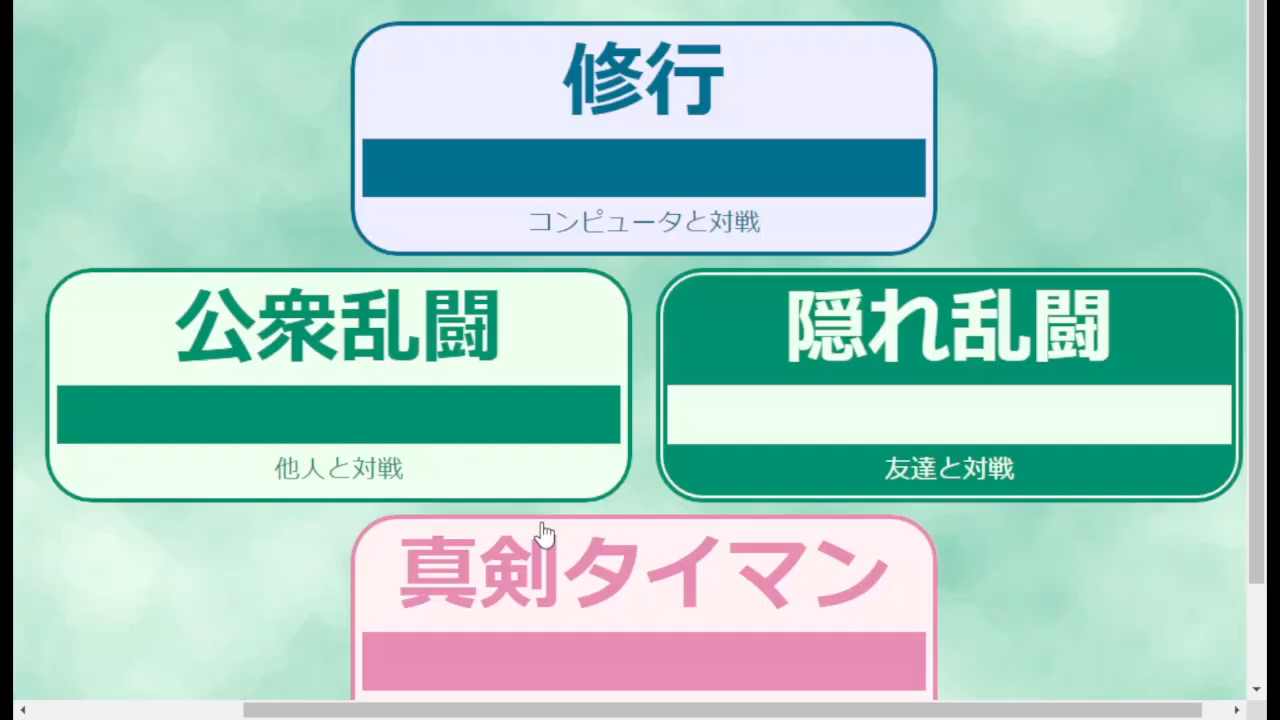 修行
コンピュータと対戦
公衆乱闘
他人と対戦
隠れ乱闘
友達と対戦
真剣タイマン